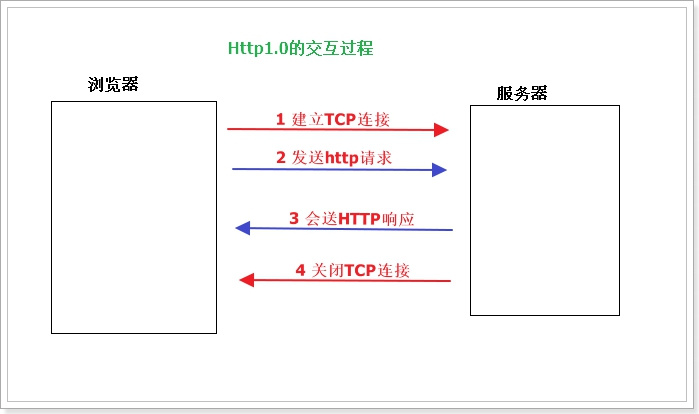 Http1.0的交互过程
浏览器
服务器
1 建立TCP连接
2 发送http请求
3 会送HTTP响应
4 关闭TCP连接